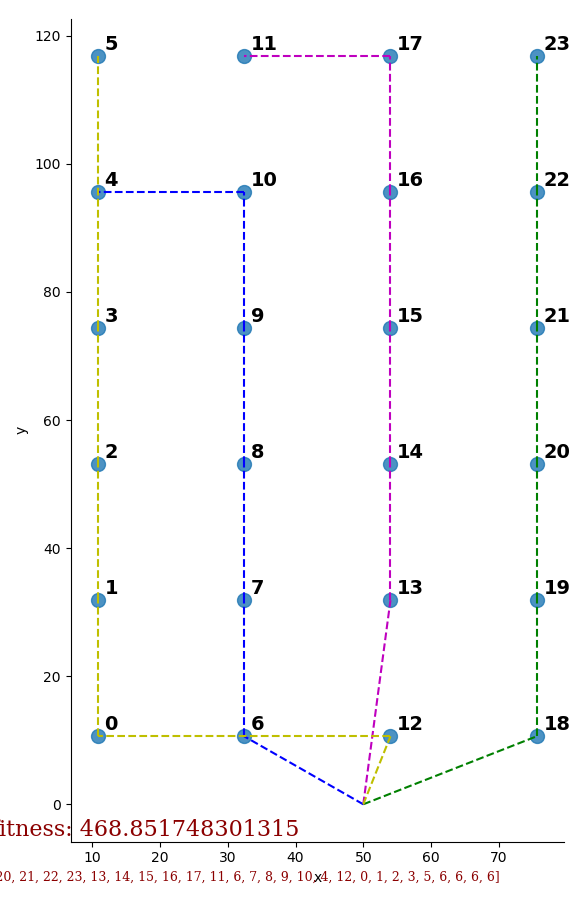 120
5 11 17 23
4 10 16 22
100
3 9 15 21
80
y
60
2 8 14 20
40
1 7 13 19
20
0 6 12 18
0
itness: 468.851748301315
10 20 30 40 50 60 70
x
20, 21, 22, 23, 13, 14, 15, 16, 17, 11, 6, 7, 8, 9, 10, 4, 12, 0, 1, 2, 3, 5, 6, 6, 6, 6]